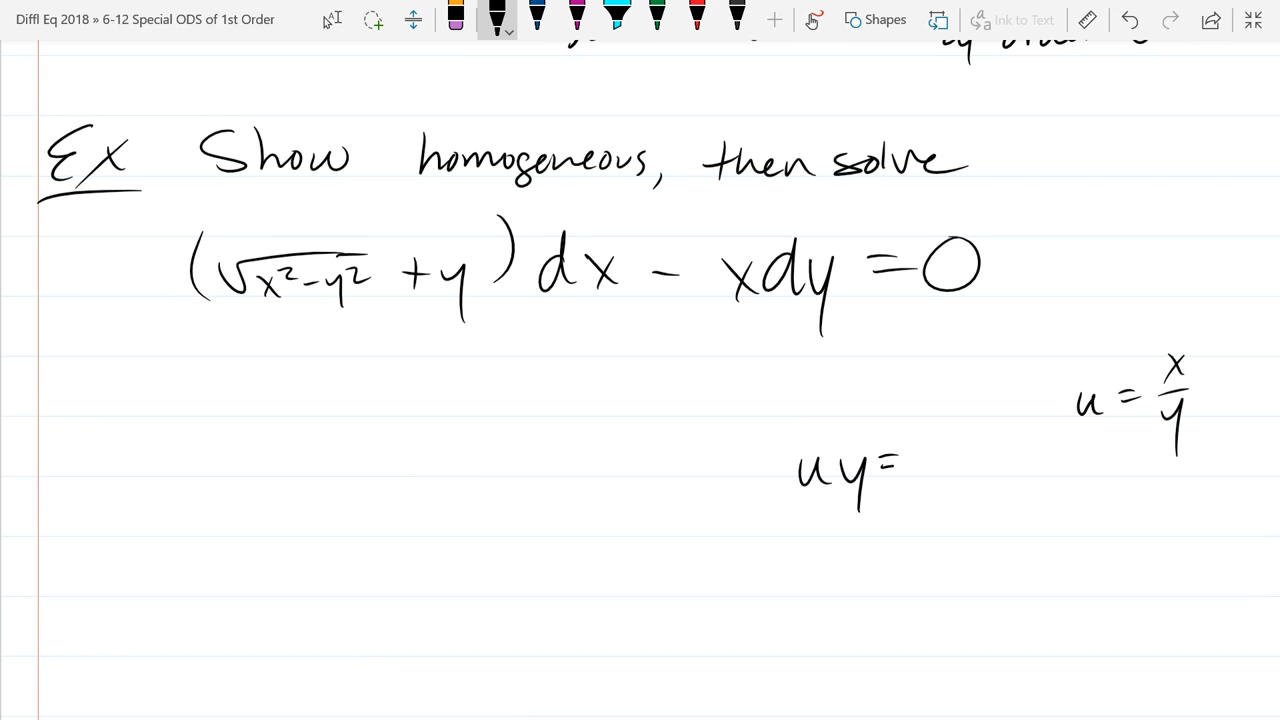 Diffl Eq 2018 » 6-12 Special ODS of 1st Order
Shapes
Ink to Text
Ex Show homogeneous, then solve
(√x²-y² +y) dx - xdy = 0
u = x/y
uy =